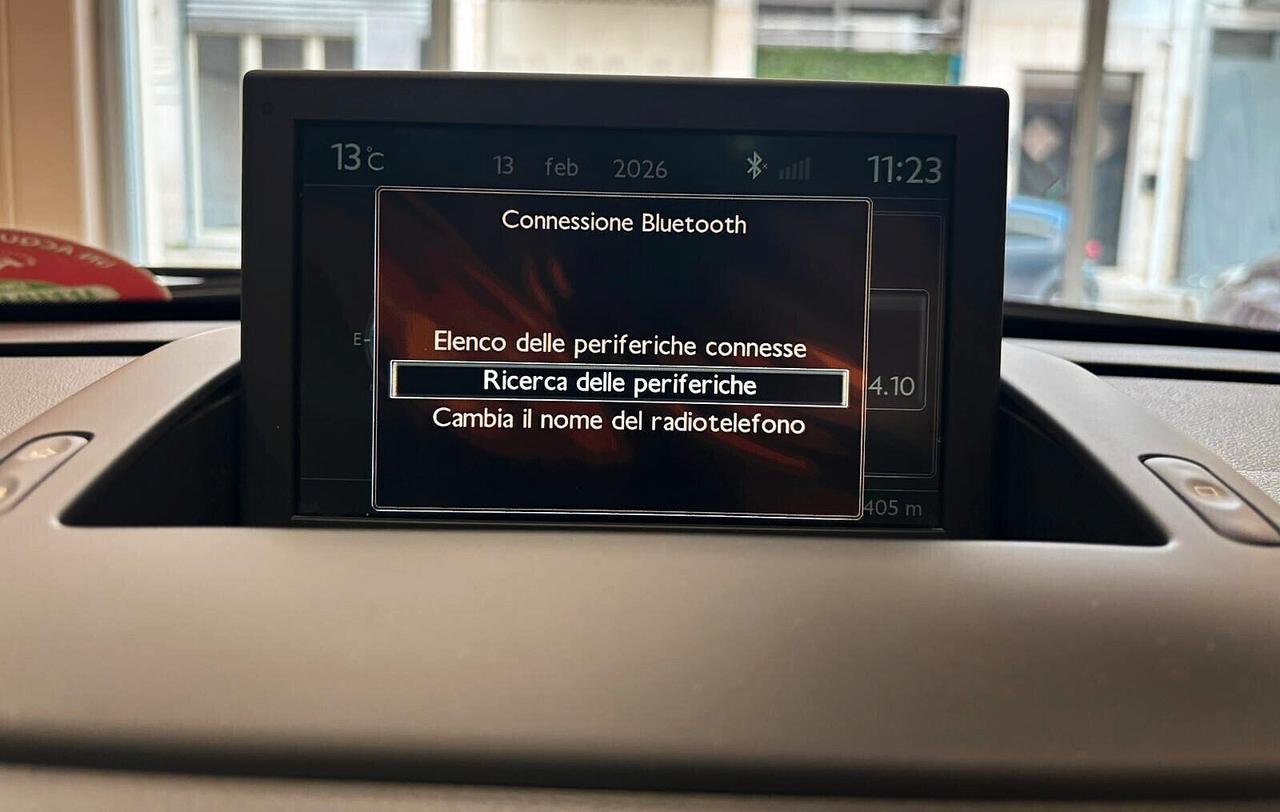 13°C 13 feb 2026 11:23
Connessione Bluetooth
Elenco delle periferiche connesse
E-
Ricerca delle periferiche
4.10
Cambia il nome del radiotelefono
405 m